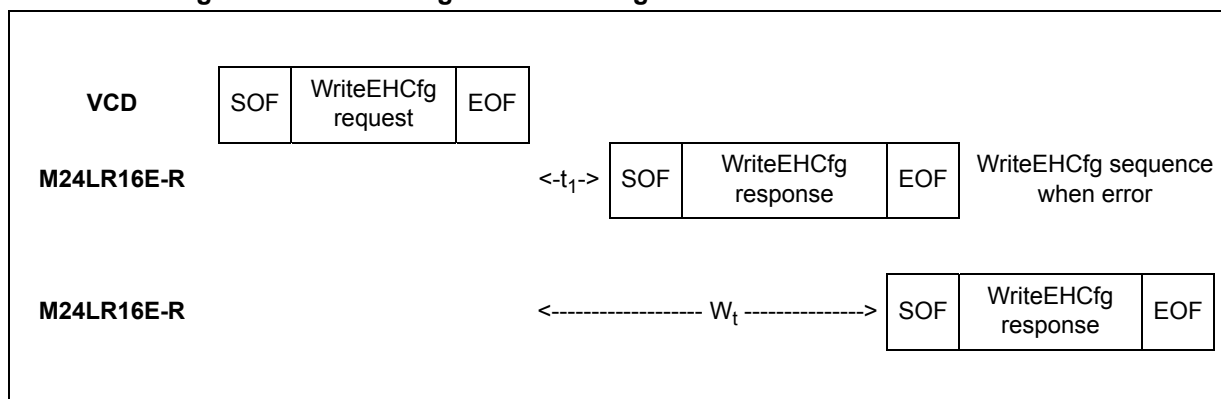 VCD SOF WriteEHCfg request EOF
M24LR16E-R <-t1-> SOF WriteEHCfg response EOF WriteEHCfg sequence when error
M24LR16E-R <------------------- Wt ---------------> SOF WriteEHCfg response EOF